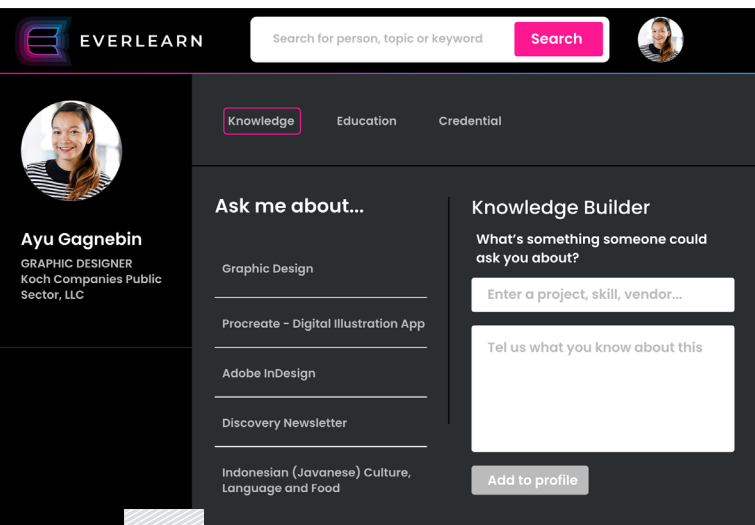 EVERLEARN
Search for person, topic or keyword
Search
Knowledge
Education
Credential
Ayu Gagnebin
GRAPHIC DESIGNER
Koch Companies Public
Sector, LLC
Ask me about...
Graphic Design
Procreate - Digital Illustration App
Adobe InDesign
Discovery Newsletter
Indonesian (Javanese) Culture,
Language and Food
Knowledge Builder
What's something someone could
ask you about?
Enter a project, skill, vendor...
Tell us what you know about this
Add to profile